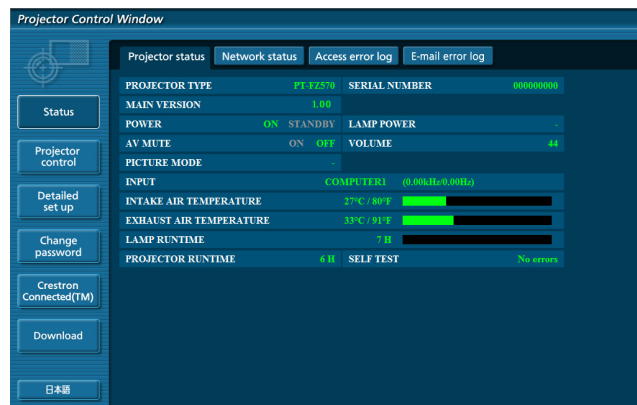 Projector Control Window
Projector status Network status Access error log E-mail error log
PROJECTOR TYPE PT-FZ570 SERIAL NUMBER 000000000
MAIN VERSION 1.00
POWER ON STANDBY LAMP POWER -
AV MUTE ON OFF VOLUME 44
PICTURE MODE -
INPUT COMPUTER1 (0.00kHz/0.00Hz)
INTAKE AIR TEMPERATURE 27°C / 80°F
EXHAUST AIR TEMPERATURE 33°C / 91°F
LAMP RUNTIME 7 H
PROJECTOR RUNTIME 6 H SELF TEST No errors
Status
Projector
control
Detailed
set up
Change
password
Crestron
Connected(TM)
Download
日本語